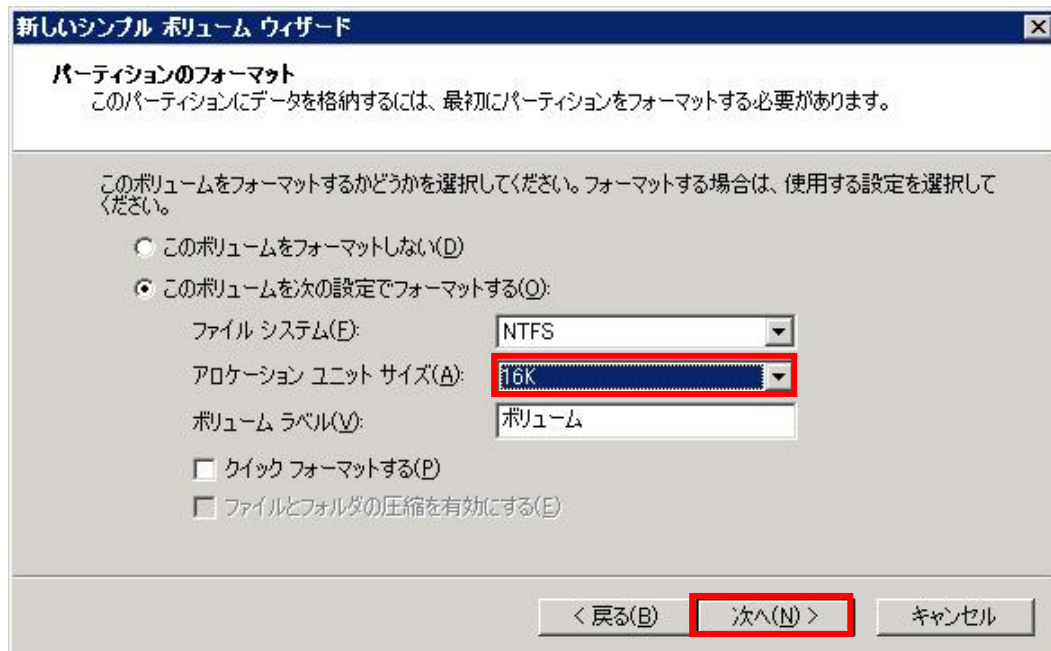 新しいシンプル ボリューム ウィザード
パーティションのフォーマット
このパーティションにデータを格納するには、最初にパーティションをフォーマットする必要があります。
このボリュームをフォーマットするかどうかを選択してください。フォーマットする場合は、使用する設定を選択して
ください。
このボリュームをフォーマットしない(D)
このボリュームを次の設定でフォーマットする(O):
ファイル システム(F): NTFS
アロケーション ユニット サイズ(A): 16K
ボリューム ラベル(V): ボリューム
クイック フォーマットする(P)
ファイルとフォルダの圧縮を有効にする(E)
< 戻る(B) 次へ(N) > キャンセル